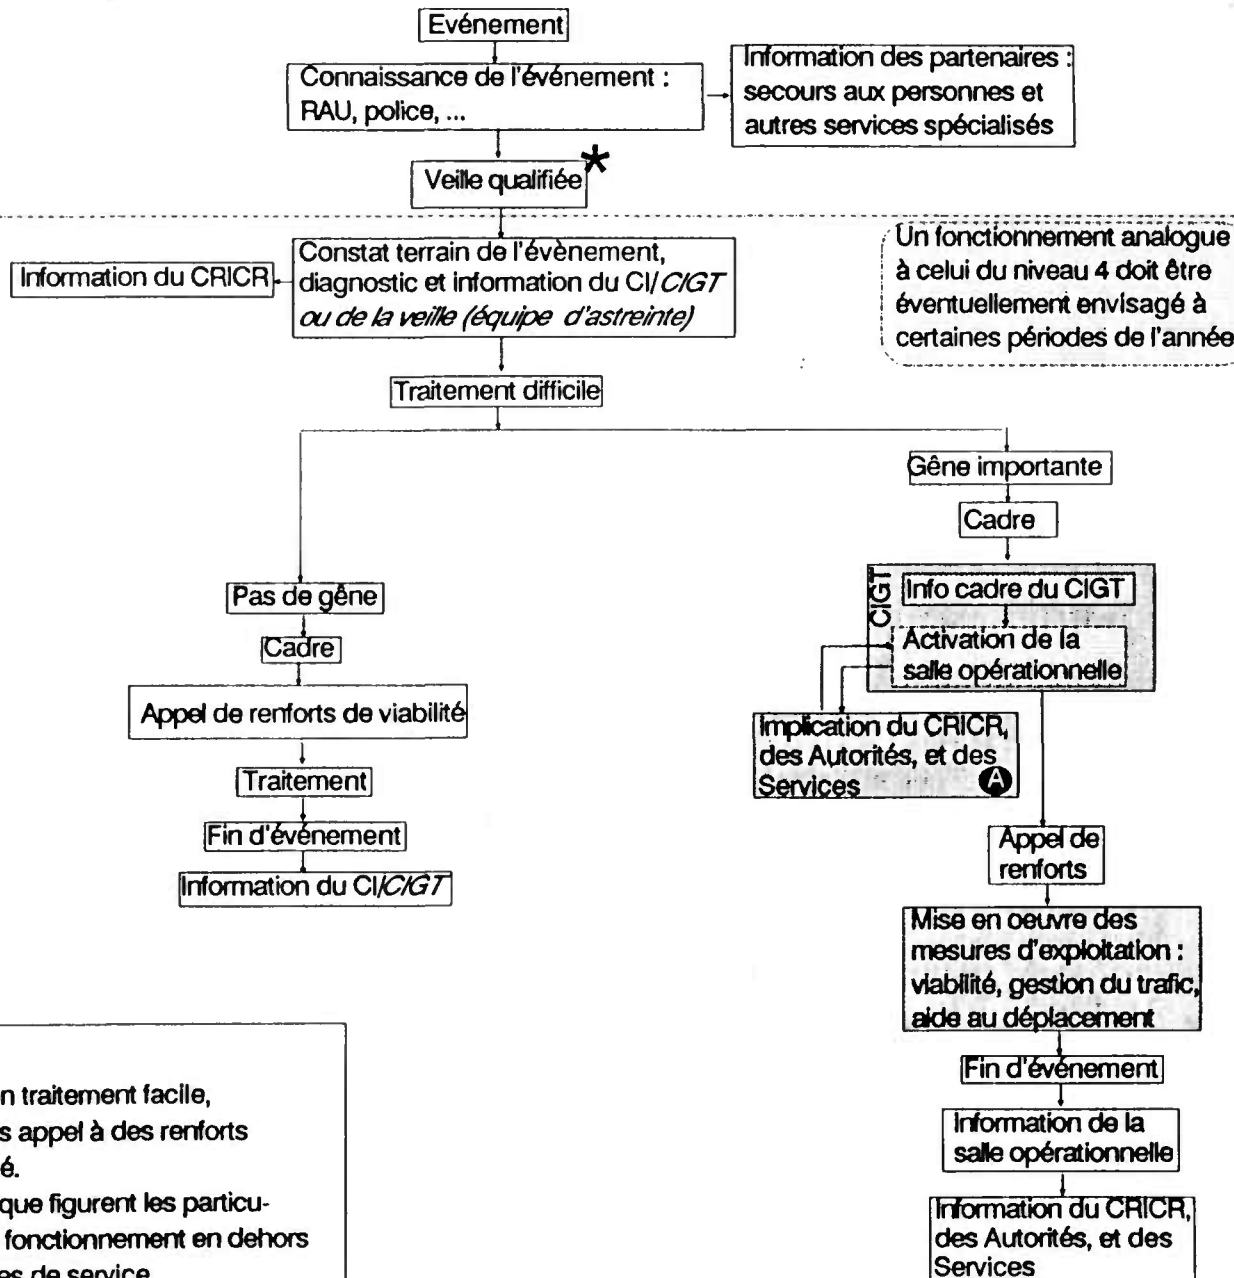 Evénement
Connaissance de l'événement :
RAU, police, ...
Information des partenaires :
secours aux personnes et
autres services spécialisés
Veille qualifiée*
Information du CRICR
Constat terrain de l'évènement,
diagnostic et information du CI/CIGT
ou de la veille (équipe d'astreinte)
Un fonctionnement analogue
à celui du niveau 4 doit être
éventuellement envisagé à
certaines périodes de l'année
Traitement difficile
Pas de gêne
Cadre
Appel de renforts de viabilité
Traitement
Fin d'événement
Information du CI/CIGT
Gêne importante
Cadre
CIGT
Info cadre du CIGT
Activation de la
salle opérationnelle
Implication du CRICR,
des Autorités, et des
Services A
Appel de
renforts
Mise en oeuvre des
mesures d'exploitation :
viabilité, gestion du trafic,
aide au déplacement
Fin d'événement
Information de la
salle opérationnelle
Information du CRICR,
des Autorités, et des
Services
n traitement facile,
s appel à des renforts
é.
que figurent les particu-
fonctionnement en dehors
es de service